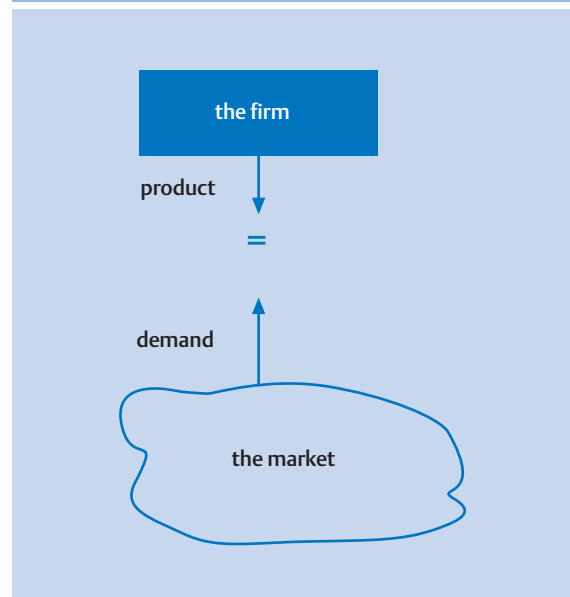 the firm
product
=
demand
the market